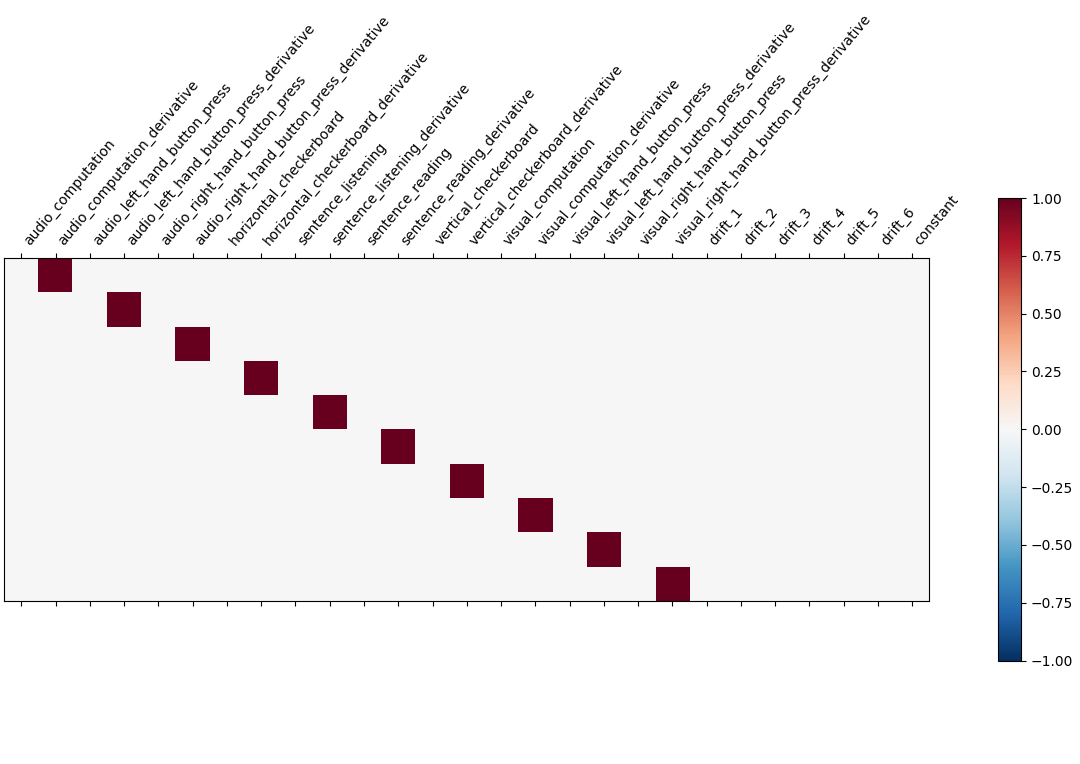 audio_computation
audio_computation_derivative
audio_left_hand_button_press
audio_left_hand_button_press_derivative
audio_right_hand_button_press
audio_right_hand_button_press_derivative
horizontal_checkerboard
horizontal_checkerboard_derivative
sentence_listening
sentence_listening_derivative
sentence_reading
sentence_reading_derivative
vertical_checkerboard
vertical_checkerboard_derivative
visual_computation
visual_computation_derivative
visual_left_hand_button_press
visual_left_hand_button_press_derivative
visual_right_hand_button_press
visual_right_hand_button_press_derivative
drift_1
drift_2
drift_3
drift_4
drift_5
drift_6
constant
1.00
0.75
0.50
0.25
0.00
−0.25
−0.50
−0.75
−1.00